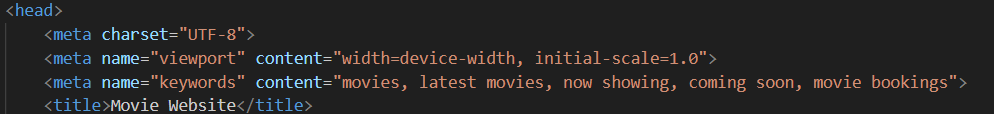 <head>
<meta charset="UTF-8">
<meta name="viewport" content="width=device-width, initial-scale=1.0">
<meta name="keywords" content="movies, latest movies, now showing, coming soon, movie bookings">
<title>Movie Website</title>